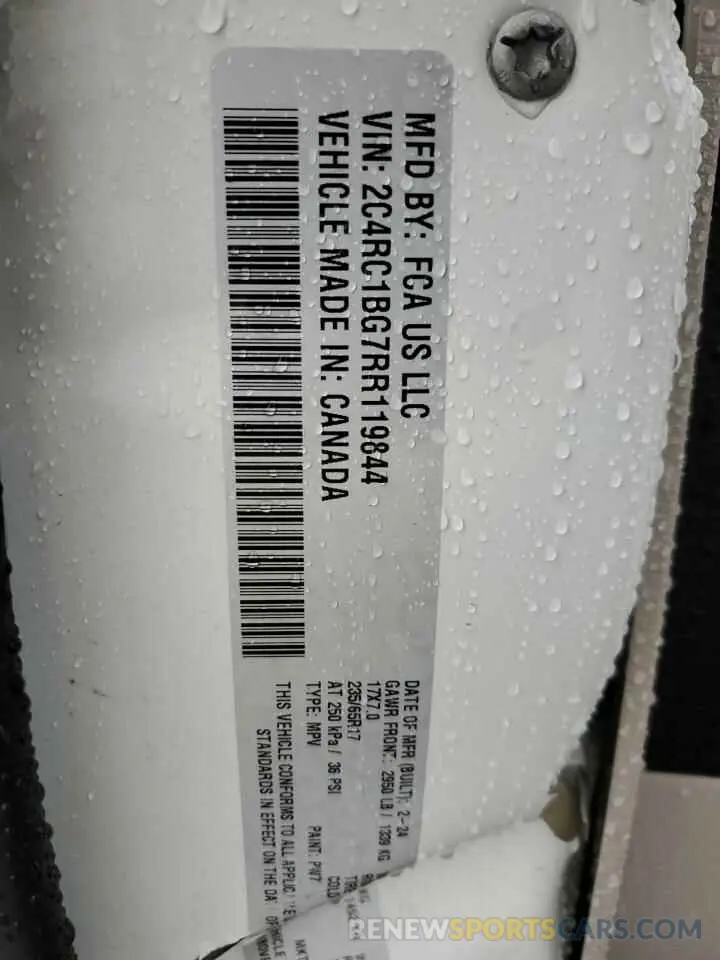 MFD BY: FCA US LLC
VIN: 2C4RC1BG7RR119844
VEHICLE MADE IN: CANADA
DATE OF MFR (BUILT): 2-24
GAWR FRONT: 2950 LB / 1339 KG
17X7.0
235/65R17
AT 250 kPa / 36 PSI COLD
TYPE: MPV PAINT: PW7
THIS VEHICLE CONFORMS TO ALL
STANDARDS IN EFFECT ON THE
RENEWSPORTSCARS.COM